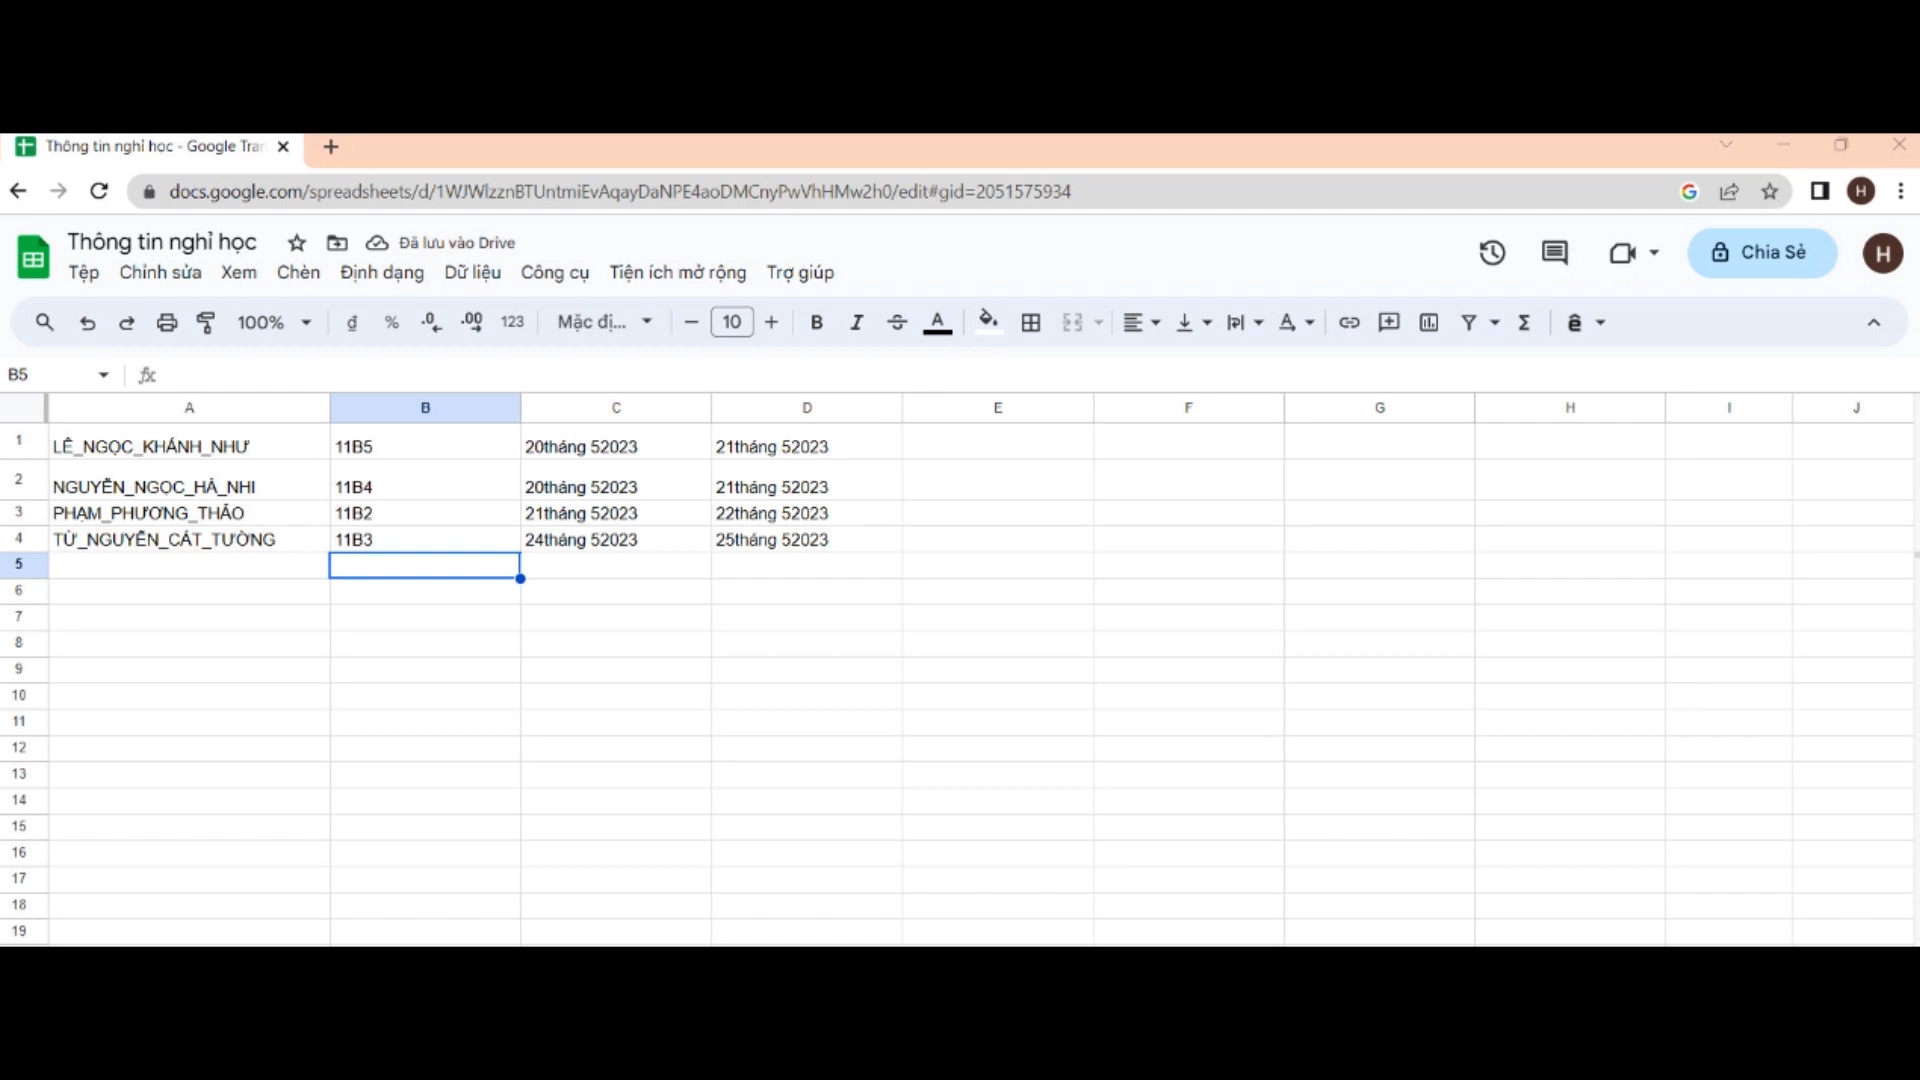 Thông tin nghỉ học - Google Tran
docs.google.com/spreadsheets/d/1WJWlzznBTUntmiEvAqayDaNPE4aoDMCnyPwVhHMw2h0/edit#gid=2051575934
H
Thông tin nghỉ học
Đã lưu vào Drive
Tệp Chỉnh sửa Xem Chèn Định dạng Dữ liệu Công cụ Tiện ích mở rộng Trợ giúp
Chia Sẻ
H
100% đ % .0 .00 123 Mặc đị... 10 B I A Σ ê
B5 fx
A B C D E F G H I J
1 LÊ_NGỌC_KHÁNH_NHƯ 11B5 20tháng 52023 21tháng 52023
2 NGUYỄN_NGỌC_HÀ_NHI 11B4 20tháng 52023 21tháng 52023
3 PHẠM_PHƯƠNG_THẢO 11B2 21tháng 52023 22tháng 52023
4 TỪ_NGUYỄN_CÁT_TƯỜNG 11B3 24tháng 52023 25tháng 52023
5
6
7
8
9
10
11
12
13
14
15
16
17
18
19